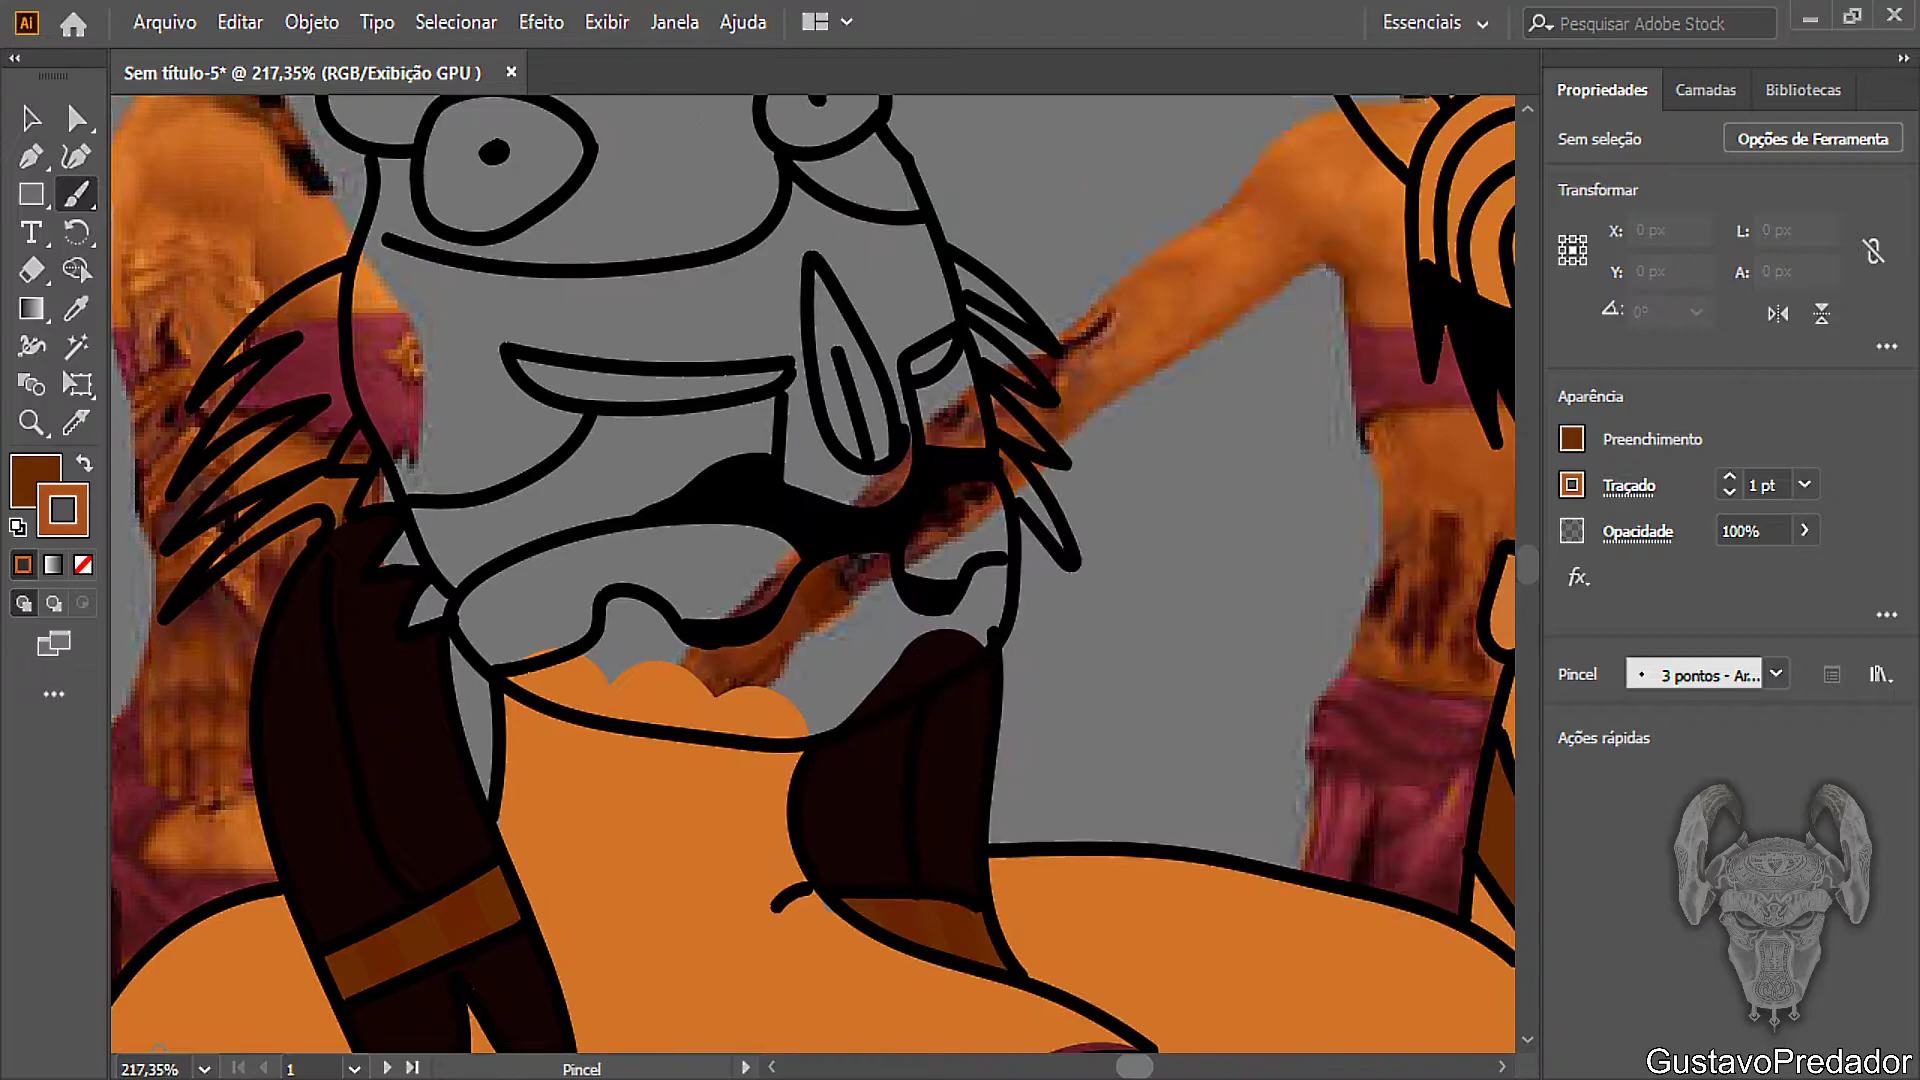 Ai Arquivo Editar Objeto Tipo Selecionar Efeito Exibir Janela Ajuda Essenciais Pesquisar Adobe Stock
Sem título-5* @ 217,35% (RGB/Exibição GPU )
Propriedades Camadas Bibliotecas
Sem seleção Opções de Ferramenta
Transformar
X: 0 px L: 0 px
Y: 0 px A: 0 px
0°
Aparência
Preenchimento
Traçado 1 pt
Opacidade 100%
fx.
Pincel 3 pontos - Ar...
Ações rápidas
217,35% 1 Pincel
GustavoPredador